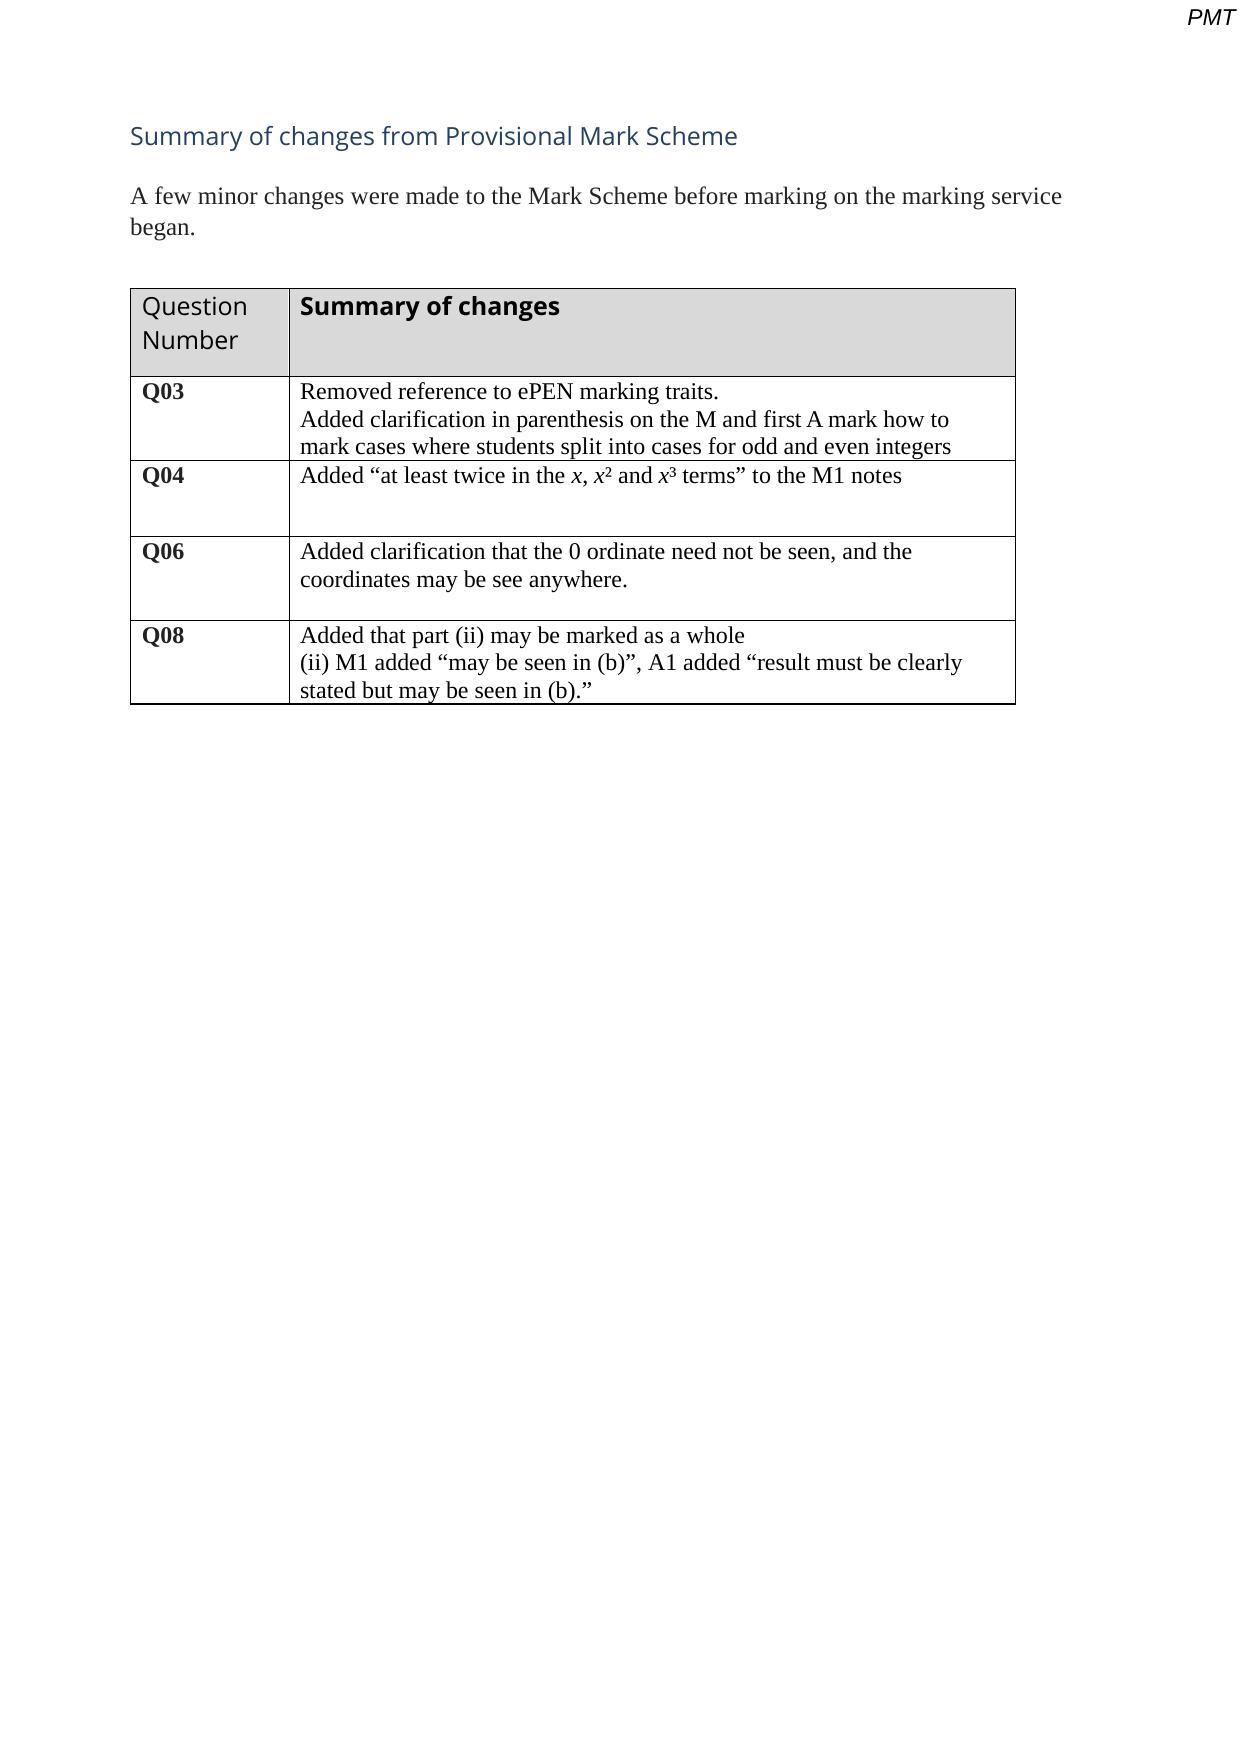 PMT
Summary of changes from Provisional Mark Scheme
A few minor changes were made to the Mark Scheme before marking on the marking service
began.
Question
Number
Summary of changes
Q03
Removed reference to ePEN marking traits.
Added clarification in parenthesis on the M and first A mark how to
mark cases where students split into cases for odd and even integers
Q04
Added “at least twice in the x, x² and x³ terms” to the M1 notes
Q06
Added clarification that the 0 ordinate need not be seen, and the
coordinates may be see anywhere.
Q08
Added that part (ii) may be marked as a whole
(ii) M1 added “may be seen in (b)”, A1 added “result must be clearly
stated but may be seen in (b).”